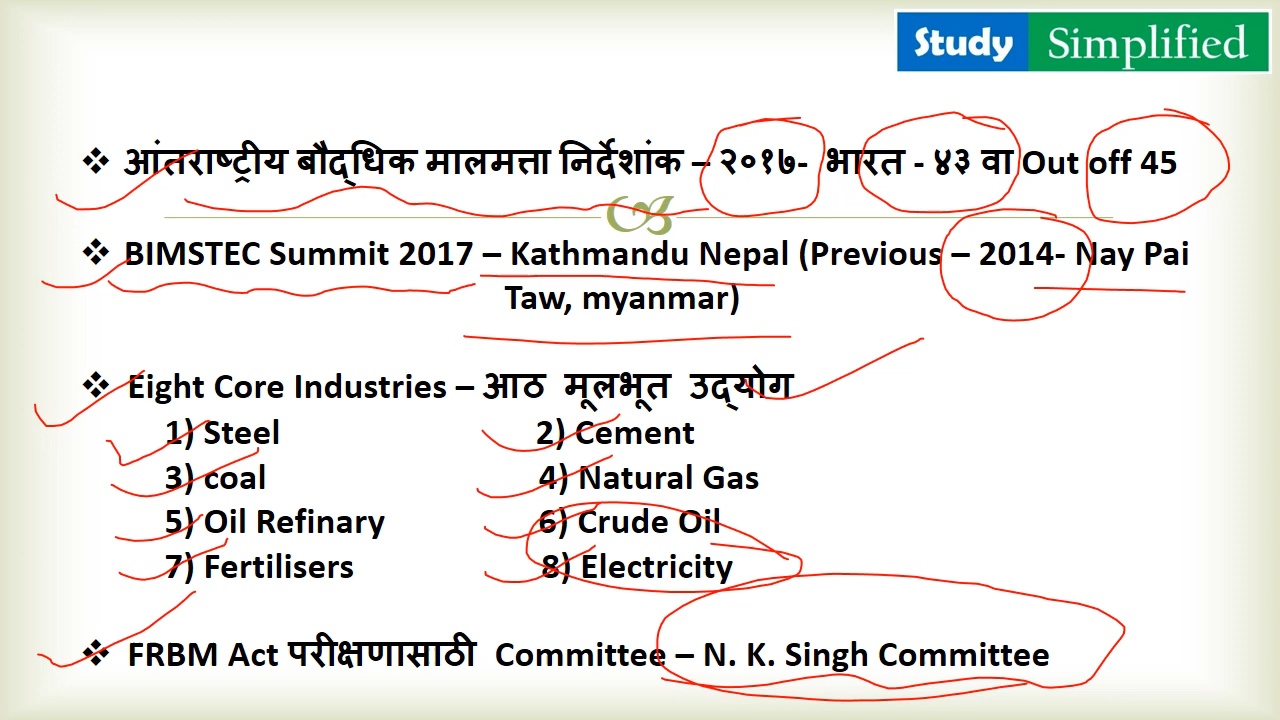 Study Simplified
❖ आंतराष्ट्रीय बौद्धिक मालमत्ता निर्देशांक – २०१७- भारत - ४३ वा Out off 45
❖ BIMSTEC Summit 2017 – Kathmandu Nepal (Previous – 2014- Nay Pai
Taw, myanmar)
❖ Eight Core Industries – आठ मूलभूत उद्योग
1) Steel 2) Cement
3) coal 4) Natural Gas
5) Oil Refinary 6) Crude Oil
7) Fertilisers 8) Electricity
❖ FRBM Act परीक्षणासाठी Committee – N. K. Singh Committee